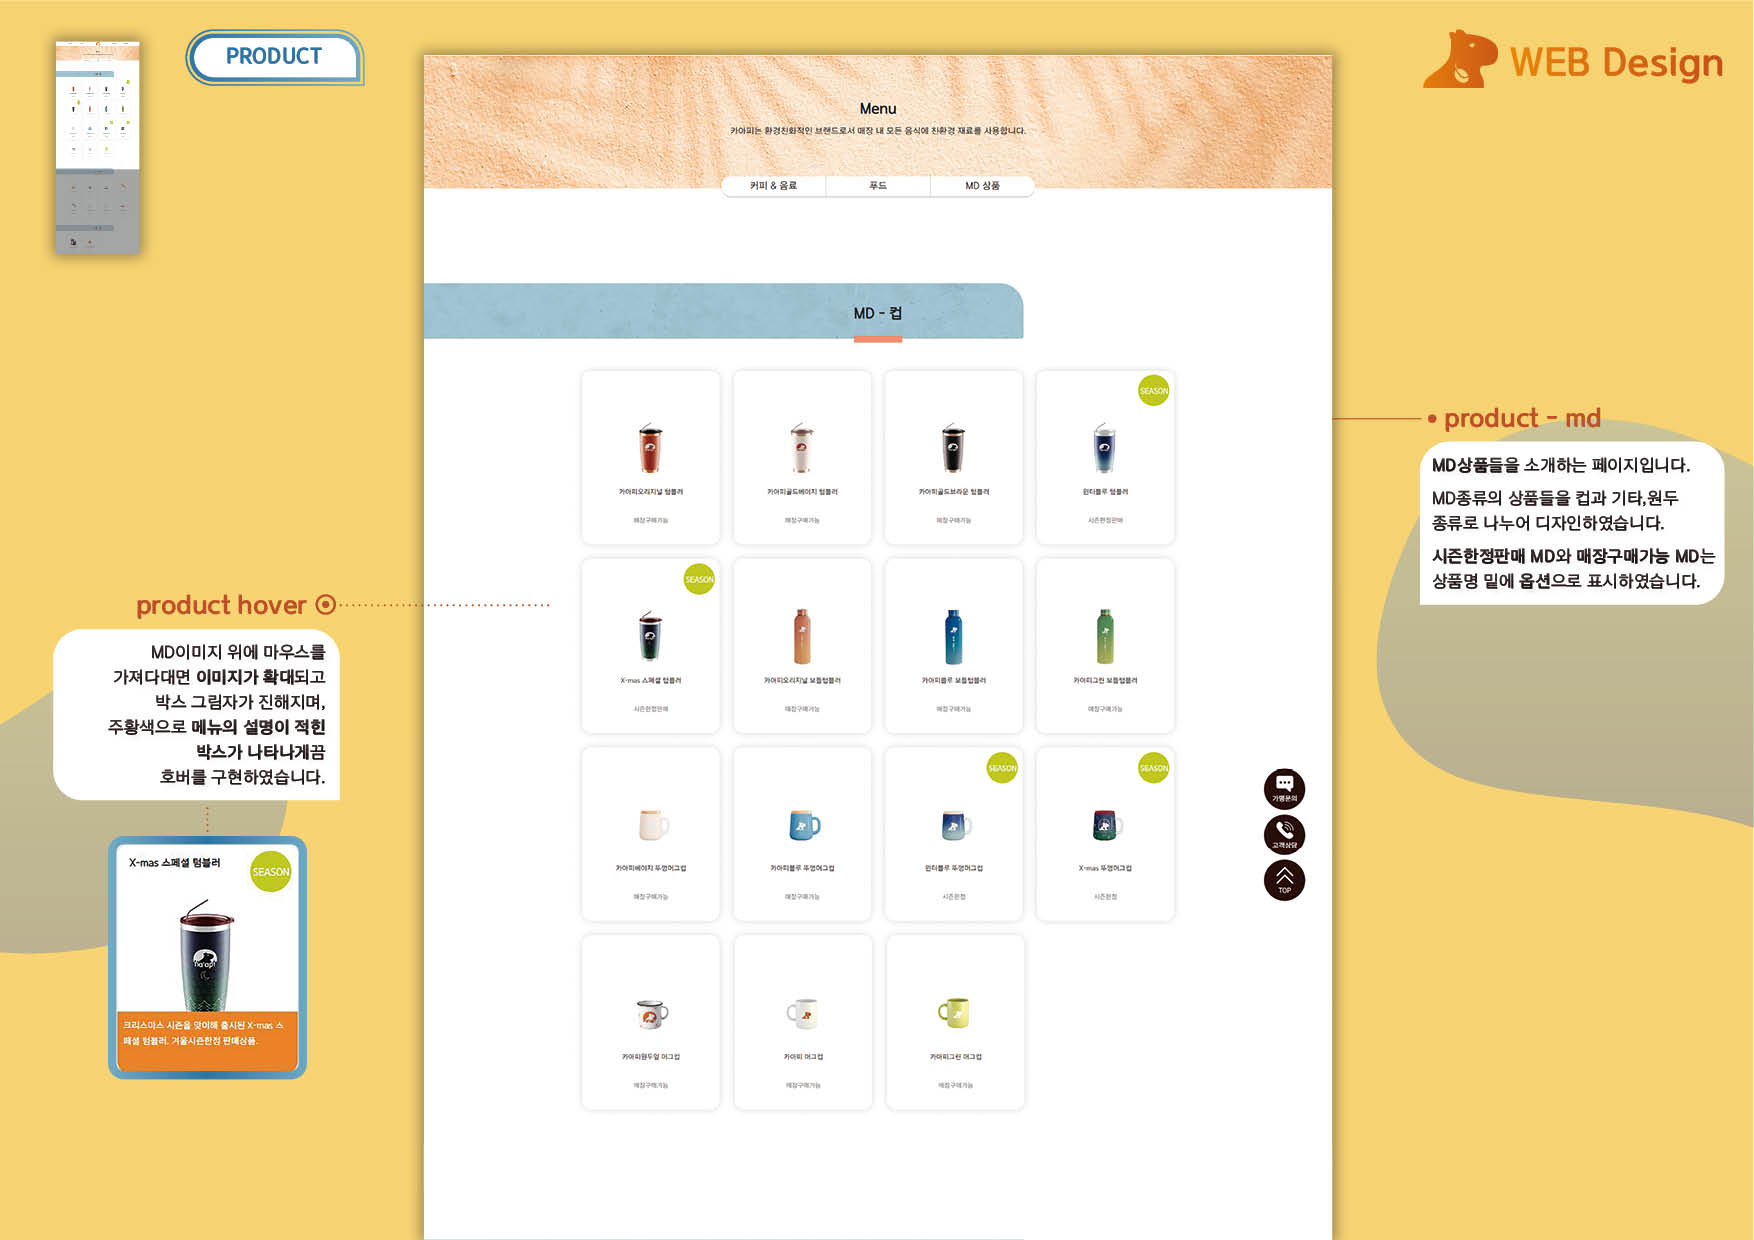 PRODUCT
WEB Design
Menu
카아피는 환경친화적인 브랜드로서 매장 내 모든 음식에 친환경 재료를 사용합니다.
커피 & 음료
푸드
MD 상품
MD - 컵
SEASON
카아피오리지널 텀블러
카아피골드베이지 텀블러
카아피골드브라운 텀블러
윈터블루 텀블러
매장구매가능
매장구매가능
매장구매가능
시즌한정판매
• product - md
MD상품들을 소개하는 페이지입니다.
MD종류의 상품들을 컵과 기타,원두
종류로 나누어 디자인하였습니다.
시즌한정판매 MD와 매장구매가능 MD는
상품명 밑에 옵션으로 표시하였습니다.
SEASON
X-mas 스페셜 텀블러
카아피오리지널 보틀텀블러
카아피블루 보틀텀블러
카아피그린 보틀텀블러
시즌한정판매
매장구매가능
매장구매가능
매장구매가능
product hover
MD이미지 위에 마우스를
가져다대면 이미지가 확대되고
박스 그림자가 진해지며,
주황색으로 메뉴의 설명이 적힌
박스가 나타나게끔
호버를 구현하였습니다.
SEASON
SEASON
카아피베이지 뚜껑머그컵
카아피블루 뚜껑머그컵
윈터블루 뚜껑머그컵
X-mas 뚜껑머그컵
매장구매가능
매장구매가능
시즌한정
시즌한정
가맹문의
고객상담
TOP
X-mas 스페셜 텀블러
SEASON
크리스마스 시즌을 맞이해 출시된 X-mas 스
페셜 텀블러. 겨울시즌한정 판매상품.
카아피원두얼 머그컵
카아피 머그컵
카아피그린 머그컵
매장구매가능
매장구매가능
매장구매가능